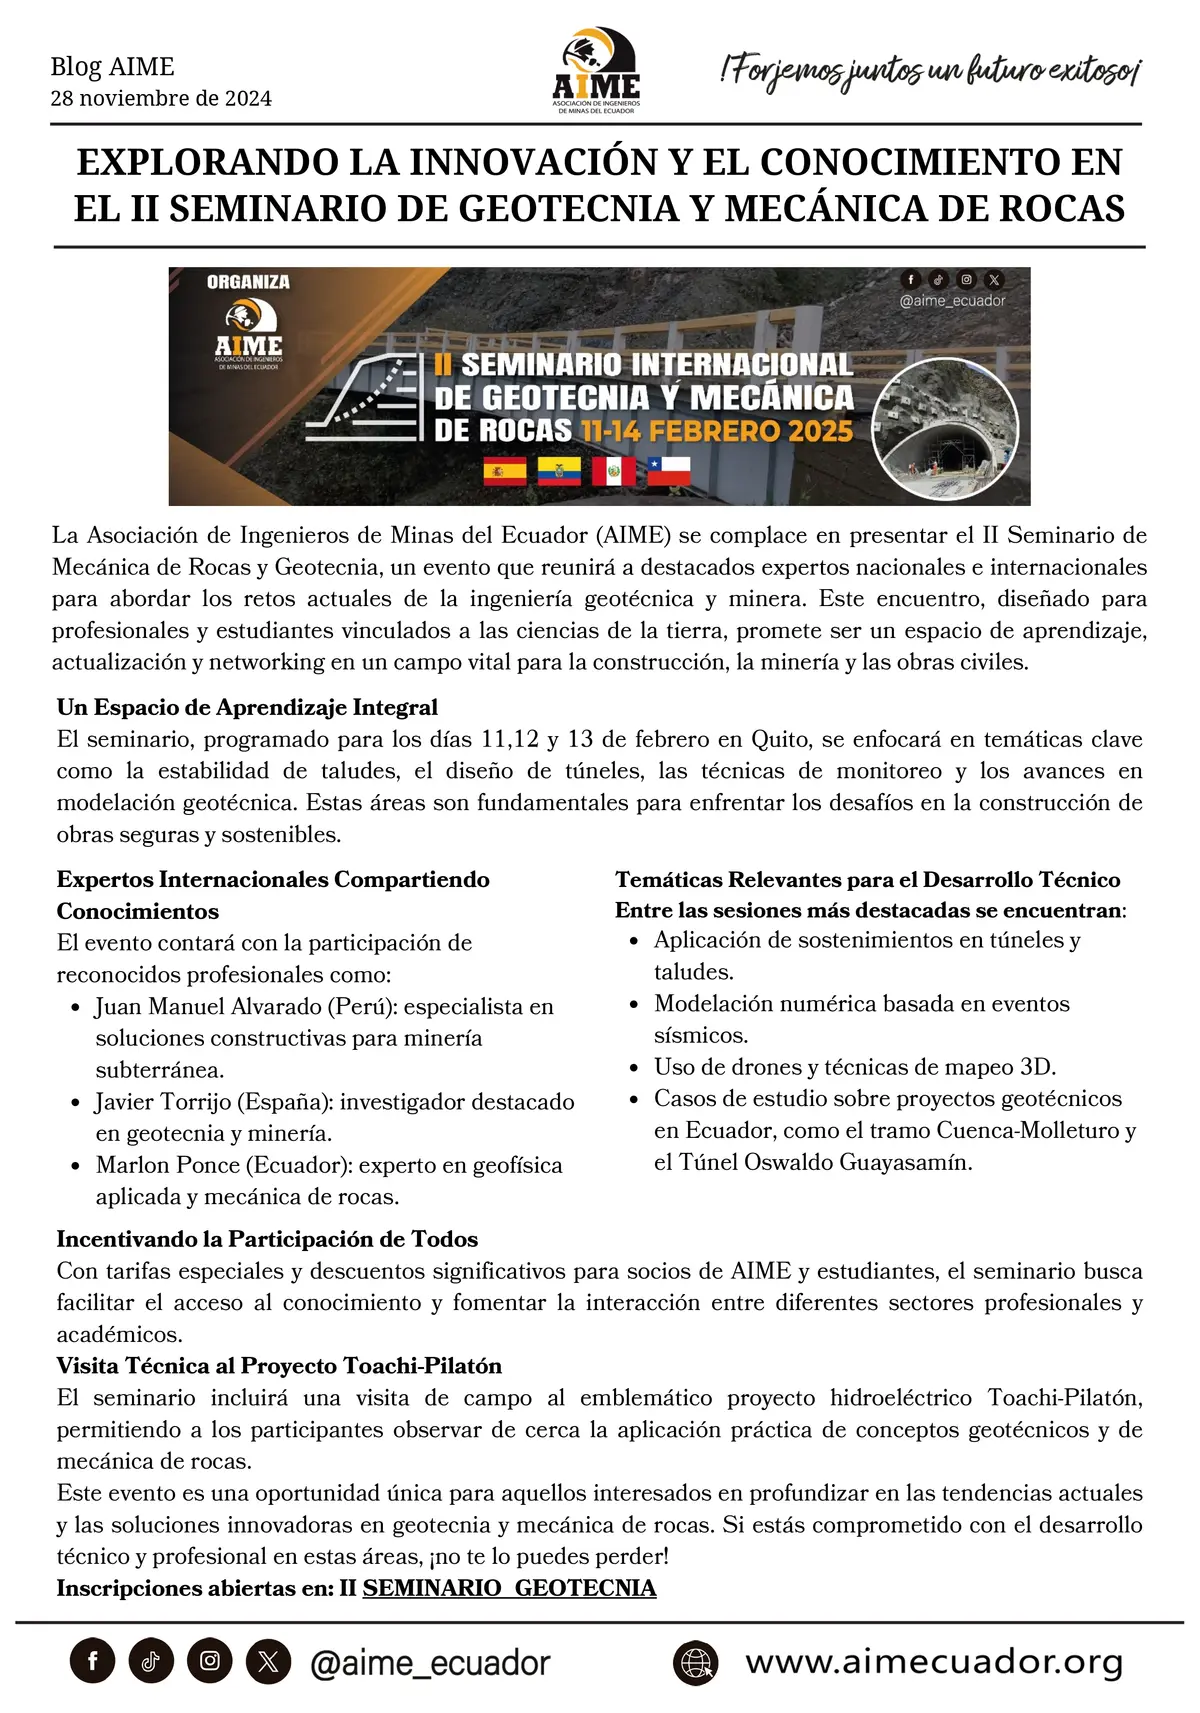 Blog AIME
28 noviembre de 2024
AIME
ASOCIACIÓN DE INGENIEROS
DE MINAS DEL ECUADOR
!Forjemos juntos un futuro exitoso¡
EXPLORANDO LA INNOVACIÓN Y EL CONOCIMIENTO EN
EL II SEMINARIO DE GEOTECNIA Y MECÁNICA DE ROCAS
ORGANIZA
AIME
ASOCIACIÓN DE INGENIEROS
DE MINAS DEL ECUADOR
@aime_ecuador
II SEMINARIO INTERNACIONAL
DE GEOTECNIA Y MECÁNICA
DE ROCAS 11-14 FEBRERO 2025
La Asociación de Ingenieros de Minas del Ecuador (AIME) se complace en presentar el II Seminario de
Mecánica de Rocas y Geotecnia, un evento que reunirá a destacados expertos nacionales e internacionales
para abordar los retos actuales de la ingeniería geotécnica y minera. Este encuentro, diseñado para
profesionales y estudiantes vinculados a las ciencias de la tierra, promete ser un espacio de aprendizaje,
actualización y networking en un campo vital para la construcción, la minería y las obras civiles.
Un Espacio de Aprendizaje Integral
El seminario, programado para los días 11,12 y 13 de febrero en Quito, se enfocará en temáticas clave
como la estabilidad de taludes, el diseño de túneles, las técnicas de monitoreo y los avances en
modelación geotécnica. Estas áreas son fundamentales para enfrentar los desafíos en la construcción de
obras seguras y sostenibles.
Expertos Internacionales Compartiendo
Conocimientos
El evento contará con la participación de
reconocidos profesionales como:
• Juan Manuel Alvarado (Perú): especialista en
soluciones constructivas para minería
subterránea.
• Javier Torrijo (España): investigador destacado
en geotecnia y minería.
• Marlon Ponce (Ecuador): experto en geofísica
aplicada y mecánica de rocas.
Temáticas Relevantes para el Desarrollo Técnico
Entre las sesiones más destacadas se encuentran:
• Aplicación de sostenimientos en túneles y
taludes.
• Modelación numérica basada en eventos
sísmicos.
• Uso de drones y técnicas de mapeo 3D.
• Casos de estudio sobre proyectos geotécnicos
en Ecuador, como el tramo Cuenca-Molleturo y
el Túnel Oswaldo Guayasamín.
Incentivando la Participación de Todos
Con tarifas especiales y descuentos significativos para socios de AIME y estudiantes, el seminario busca
facilitar el acceso al conocimiento y fomentar la interacción entre diferentes sectores profesionales y
académicos.
Visita Técnica al Proyecto Toachi-Pilatón
El seminario incluirá una visita de campo al emblemático proyecto hidroeléctrico Toachi-Pilatón,
permitiendo a los participantes observar de cerca la aplicación práctica de conceptos geotécnicos y de
mecánica de rocas.
Este evento es una oportunidad única para aquellos interesados en profundizar en las tendencias actuales
y las soluciones innovadoras en geotecnia y mecánica de rocas. Si estás comprometido con el desarrollo
técnico y profesional en estas áreas, ¡no te lo puedes perder!
Inscripciones abiertas en: II SEMINARIO GEOTECNIA
@aime_ecuador
www.aimecuador.org